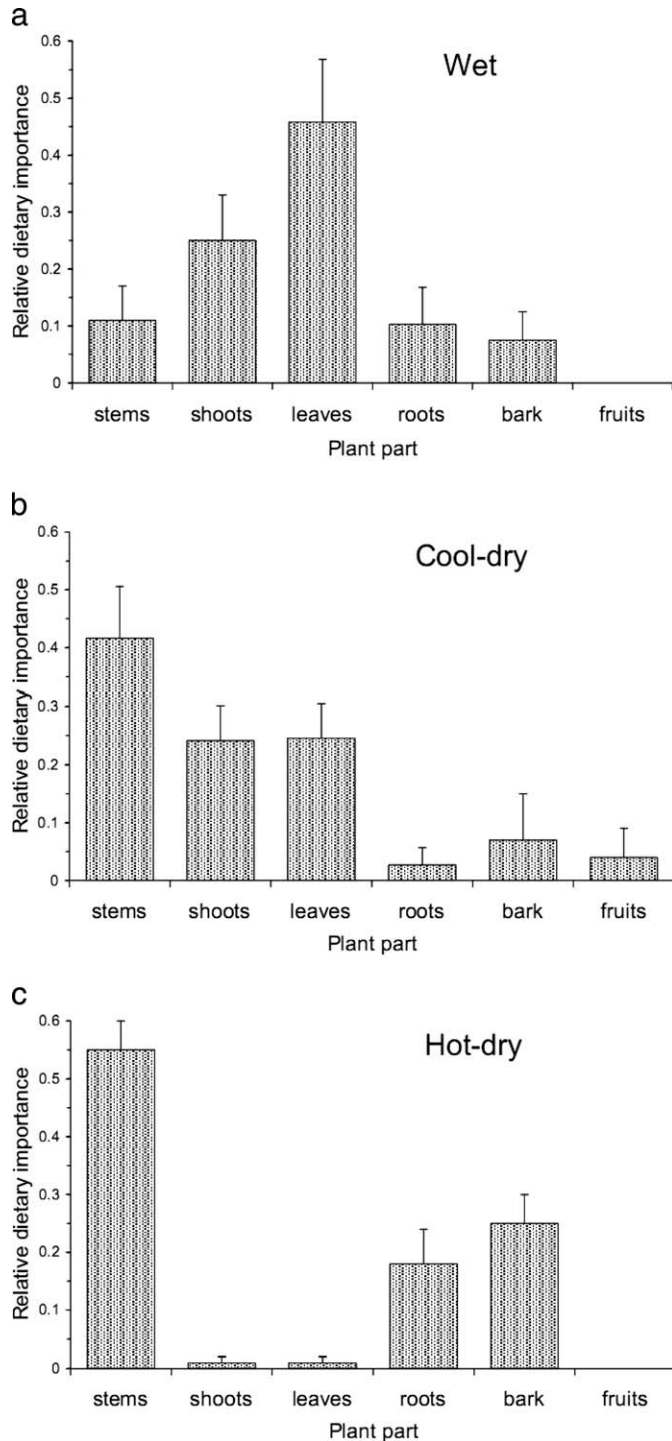 a
Wet
Relative dietary importance
0.6
0.5
0.4
0.3
0.2
0.1
0
stems shoots leaves roots bark fruits
Plant part
b
Cool-dry
Relative dietary importance
0.6
0.5
0.4
0.3
0.2
0.1
0
stems shoots leaves roots bark fruits
Plant part
c
Hot-dry
Relative dietary importance
0.6
0.5
0.4
0.3
0.2
0.1
0
stems shoots leaves roots bark fruits
Plant part